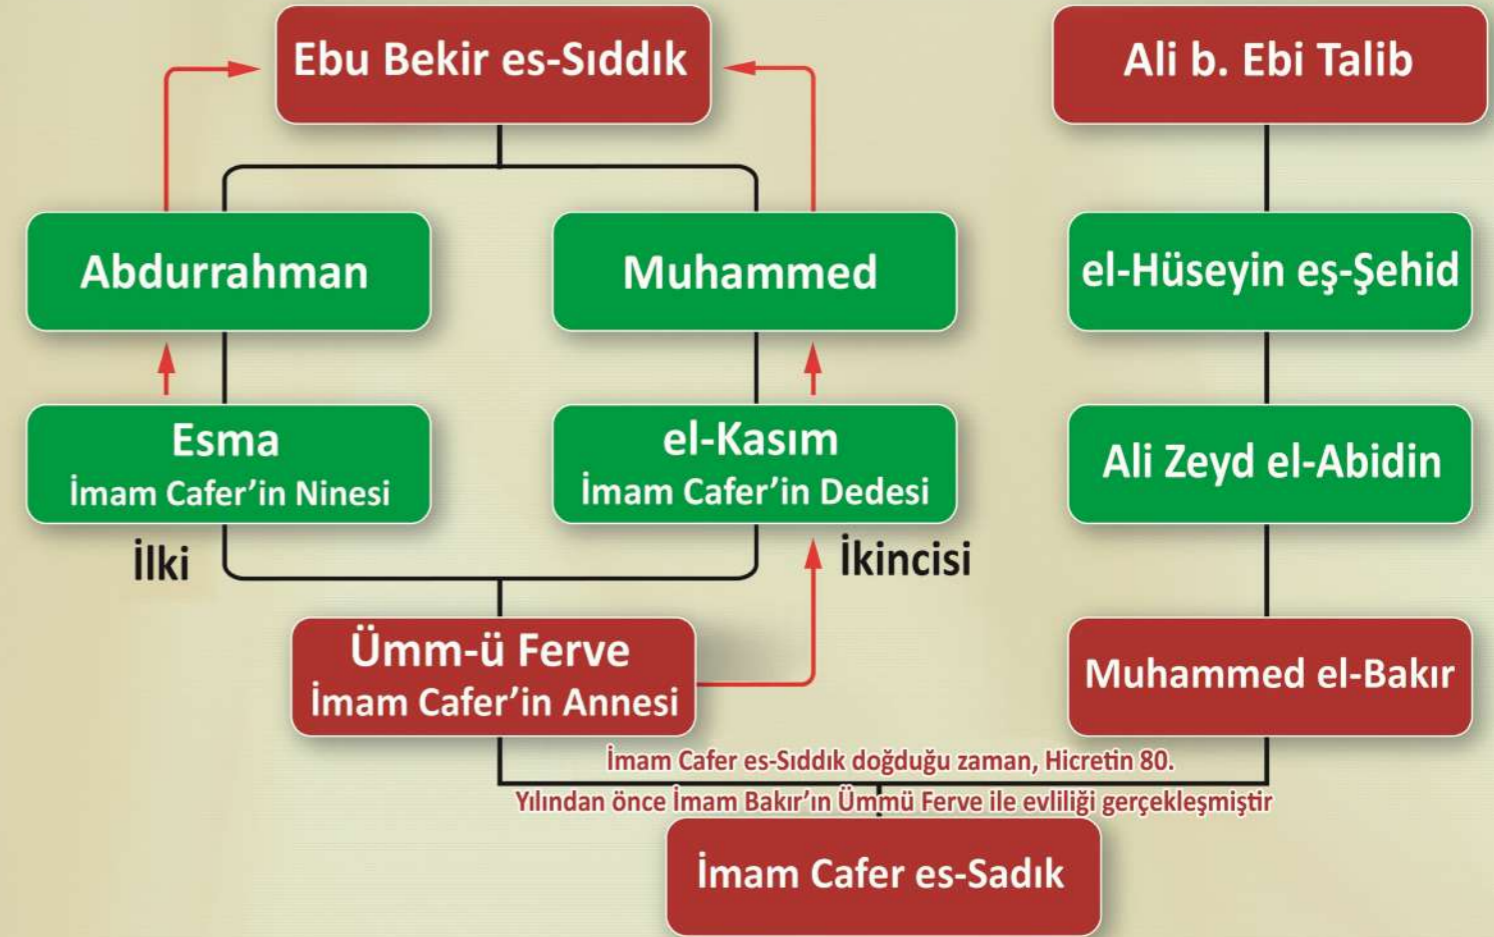 Ebu Bekir es-Sıddık
Ali b. Ebi Talib
Abdurrahman
Muhammed
el-Hüseyin eş-Şehid
Esma
İmam Cafer’in Ninesi
el-Kasım
İmam Cafer’in Dedesi
Ali Zeyd el-Abidin
İlki
İkincisi
Ümm-ü Ferve
İmam Cafer’in Annesi
Muhammed el-Bakır
İmam Cafer es-Sıddık doğduğu zaman, Hicretin 80.
Yılından önce İmam Bakır’ın Ümmü Ferve ile evliliği gerçekleşmiştir
İmam Cafer es-Sadık